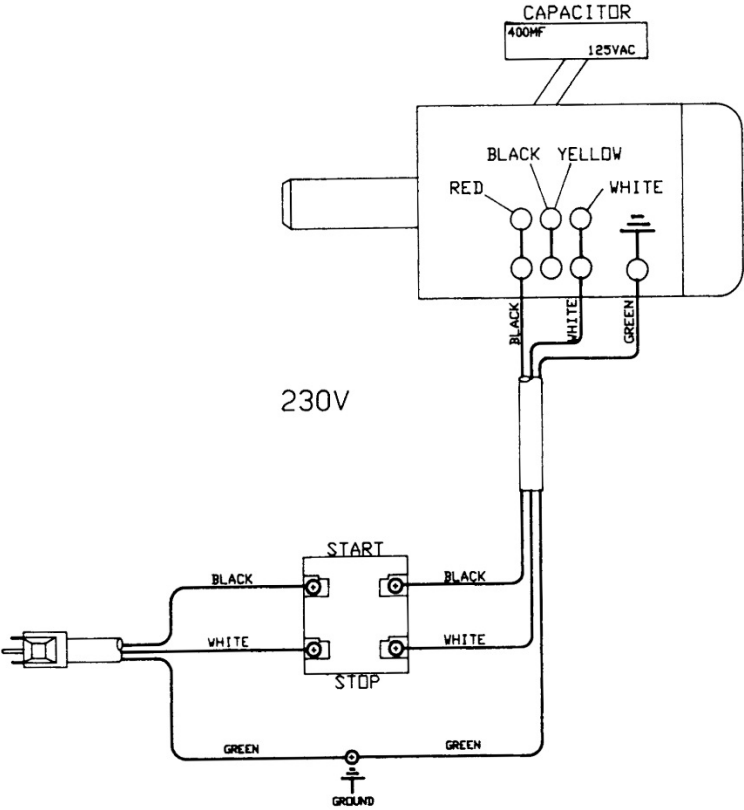 CAPACITOR
400MF
125VAC
BLACK YELLOW
RED
WHITE
BLACK
WHITE
GREEN
230V
START
BLACK
BLACK
WHITE
WHITE
STOP
GREEN
GREEN
GROUND